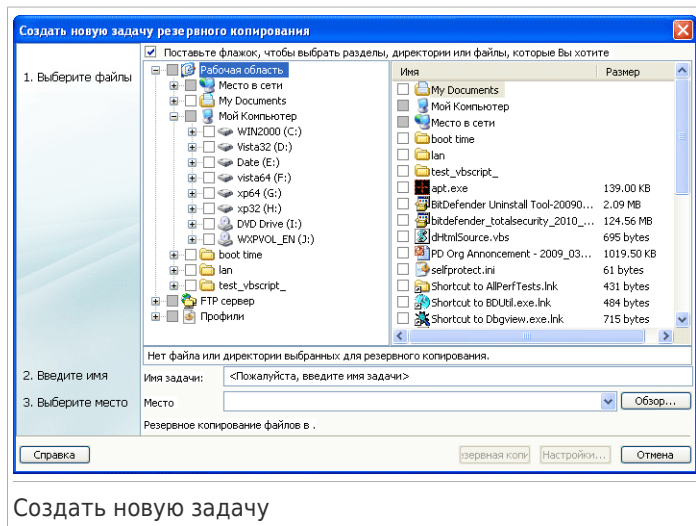 Создать новую задачу резервного копирования
Поставьте флажок, чтобы выбрать разделы, директории или файлы, которые Вы хотите
1. Выберите файлы
Рабочая область
Место в сети
My Documents
Мой Компьютер
WIN2000 (C:)
Vista32 (D:)
Date (E:)
vista64 (F:)
xp64 (G:)
xp32 (H:)
DVD Drive (I:)
WXPVOL_EN (J:)
boot time
lan
test_vbscript_
FTP сервер
Профили
Имя Размер
My Documents
Мой Компьютер
Место в сети
boot time
lan
test_vbscript_
apt.exe 139.00 KB
BitDefender Uninstall Tool-20090... 2.09 MB
bitdefender_totalsecurity_2010_... 124.56 MB
dHtmlSource.vbs 695 bytes
PD Org Annoncement - 2009_03... 1019.50 KB
selfprotect.ini 61 bytes
Shortcut to AllPerfTests.lnk 431 bytes
Shortcut to BDUtil.exe.lnk 484 bytes
Shortcut to Dbgview.exe.lnk 715 bytes
Нет файла или директории выбранных для резервного копирования.
2. Введите имя
Имя задачи: <Пожалуйста, введите имя задачи>
3. Выберите место
Место Обзор...
Резервное копирование файлов в .
Справка зервная копи Настройки... Отмена
Создать новую задачу